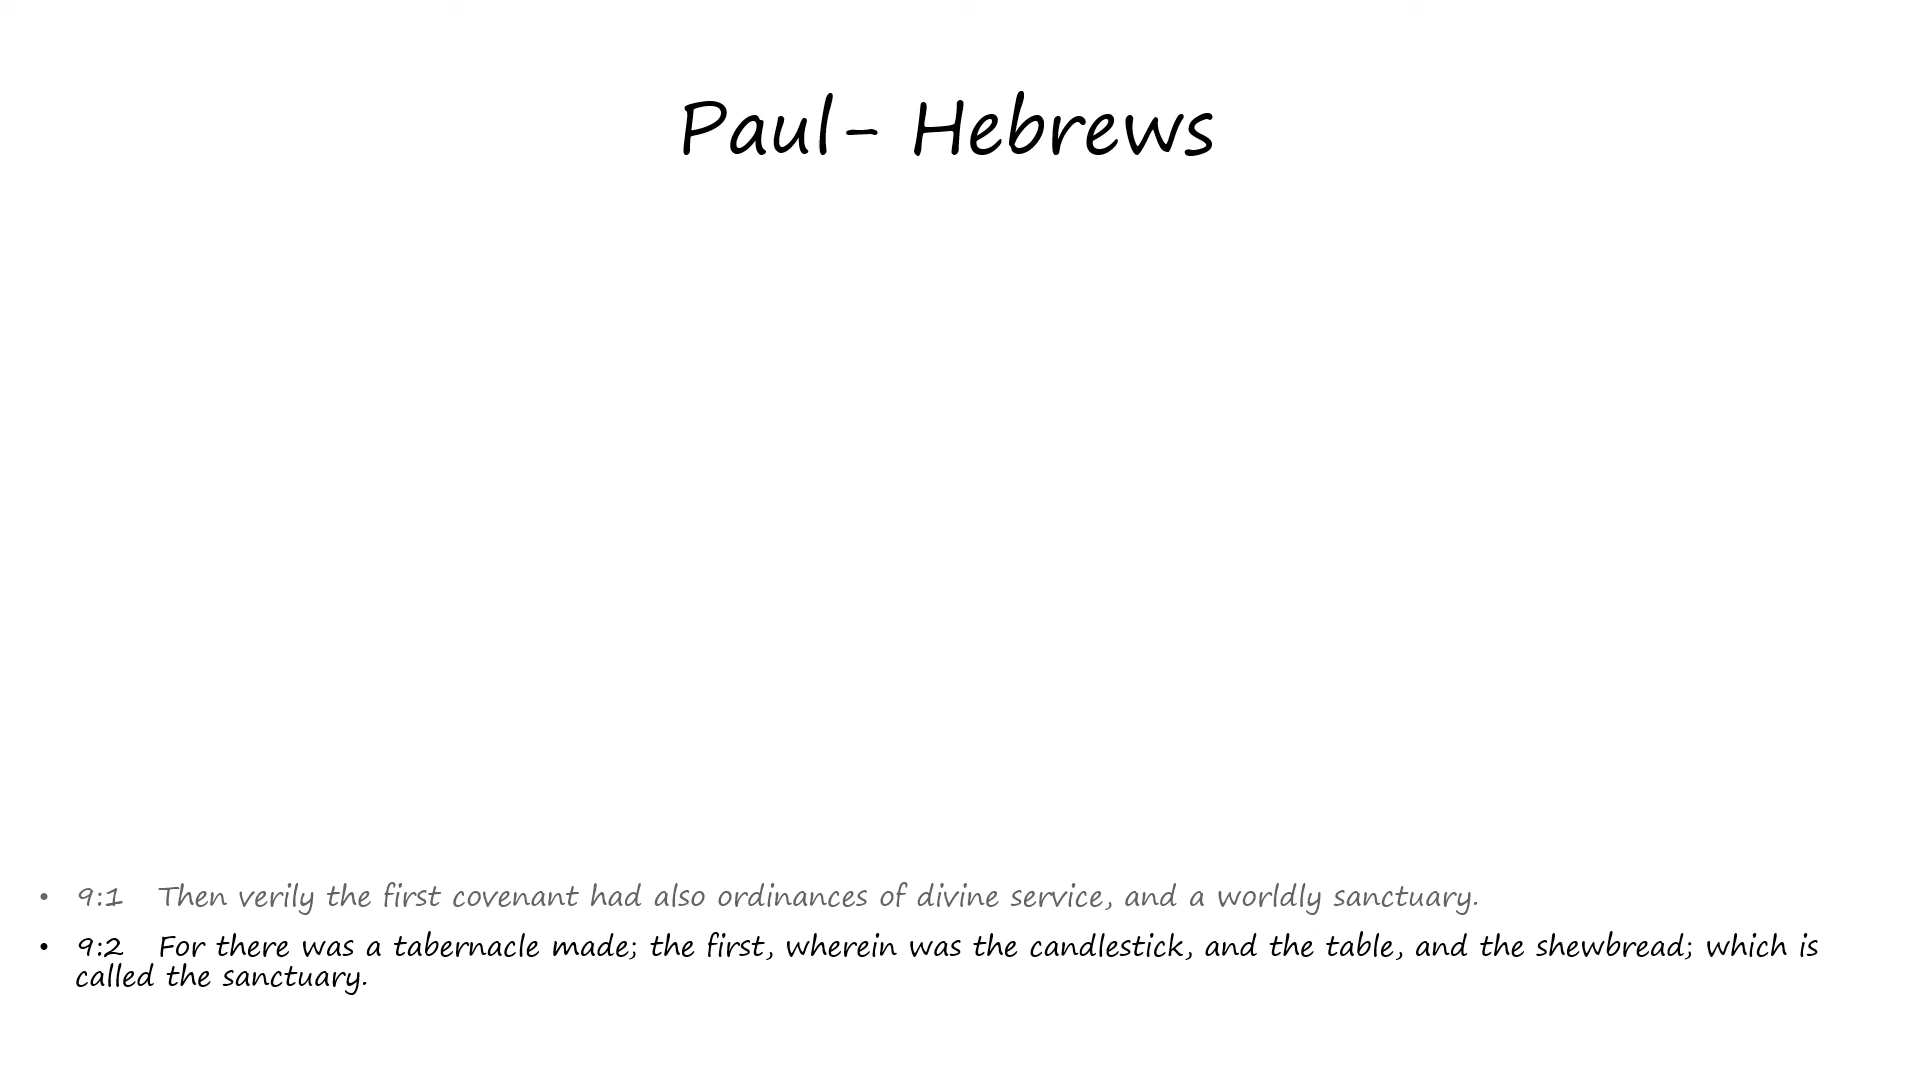 Paul- Hebrews
• 9:1 Then verily the first covenant had also ordinances of divine service, and a worldly sanctuary.
• 9:2 For there was a tabernacle made; the first, wherein was the candlestick, and the table, and the shewbread; which is
called the sanctuary.